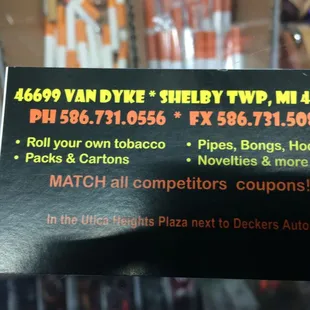 46699 VAN DYKE * SHELBY TWP, MI
PH 586.731.0556 * FX 586.731.
• Roll your own tobacco • Pipes, Bongs,
• Packs & Cartons • Novelties & more
MATCH all competitors coupons!
In the Utica Heights Plaza next to Deckers Auto